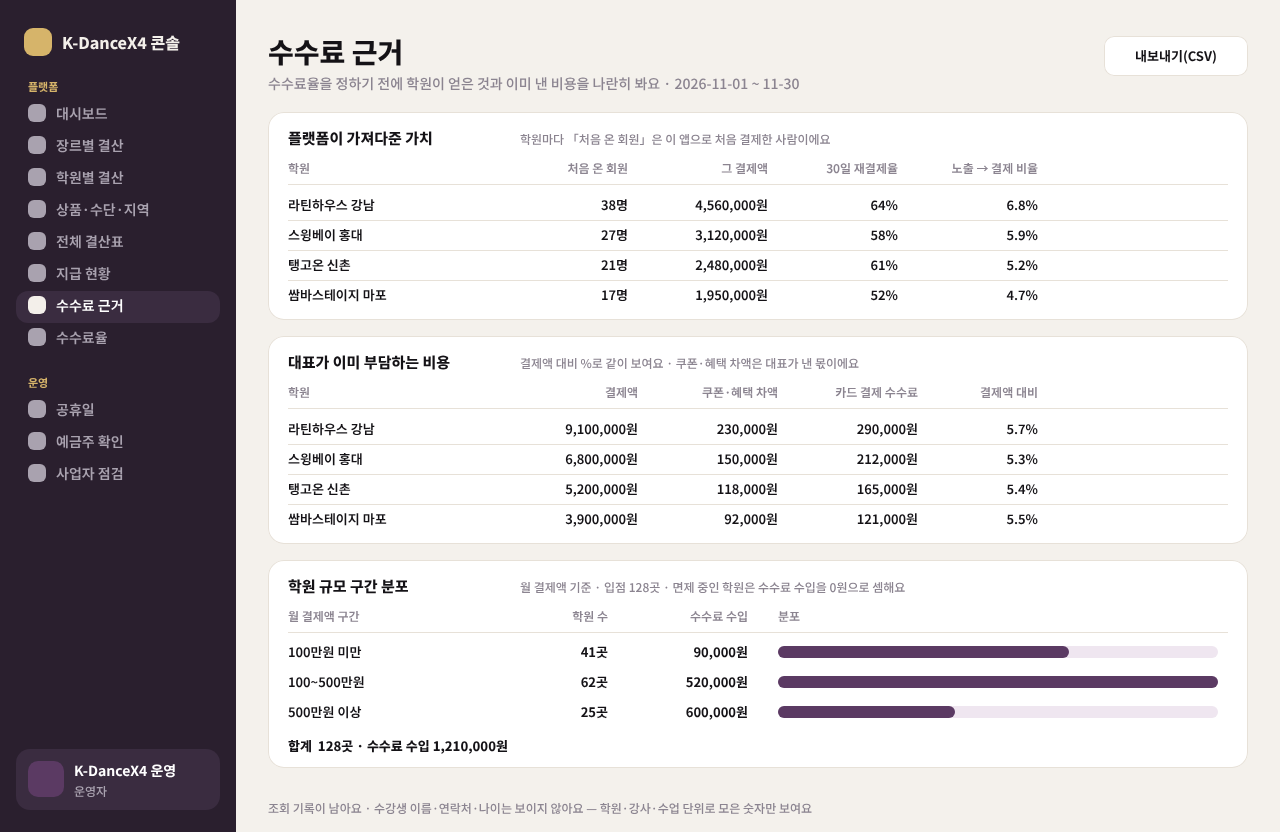 K-DanceX4 콘솔
플랫폼
대시보드
장르별 결산
학원별 결산
상품·수단·지역
전체 결산표
지급 현황
수수료 근거
수수료율
운영
공휴일
예금주 확인
사업자 점검
K-DanceX4 운영
운영자
수수료 근거
수수료율을 정하기 전에 학원이 얻은 것과 이미 낸 비용을 나란히 봐요 · 2026-11-01 ~ 11-30
내보내기(CSV)
플랫폼이 가져다준 가치 학원마다 「처음 온 회원」은 이 앱으로 처음 결제한 사람이에요
학원 처음 온 회원 그 결제액 30일 재결제율 노출 → 결제 비율
라틴하우스 강남 38명 4,560,000원 64% 6.8%
스윙베이 홍대 27명 3,120,000원 58% 5.9%
탱고온 신촌 21명 2,480,000원 61% 5.2%
쌈바스테이지 마포 17명 1,950,000원 52% 4.7%
대표가 이미 부담하는 비용 결제액 대비 %로 같이 보여요 · 쿠폰·혜택 차액은 대표가 낸 몫이에요
학원 결제액 쿠폰·혜택 차액 카드 결제 수수료 결제액 대비
라틴하우스 강남 9,100,000원 230,000원 290,000원 5.7%
스윙베이 홍대 6,800,000원 150,000원 212,000원 5.3%
탱고온 신촌 5,200,000원 118,000원 165,000원 5.4%
쌈바스테이지 마포 3,900,000원 92,000원 121,000원 5.5%
학원 규모 구간 분포 월 결제액 기준 · 입점 128곳 · 면제 중인 학원은 수수료 수입을 0원으로 셈해요
월 결제액 구간 학원 수 수수료 수입 분포
100만원 미만 41곳 90,000원
100~500만원 62곳 520,000원
500만원 이상 25곳 600,000원
합계 128곳 · 수수료 수입 1,210,000원
조회 기록이 남아요 · 수강생 이름·연락처·나이는 보이지 않아요 — 학원·강사·수업 단위로 모은 숫자만 보여요